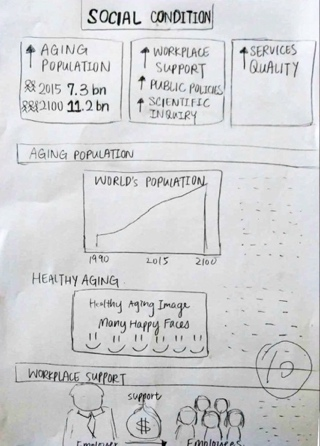 SOCIAL CONDITION
↑ AGING
POPULATION
2015 7.3 bn
2100 11.2 bn
↑ WORKPLACE
SUPPORT
↑ PUBLIC POLICIES
↑ SCIENTIFIC
INQUIRY
↑ SERVICES
QUALITY
AGING POPULATION
WORLD'S POPULATION
1990 2015 2100
HEALTHY AGING
Healthy Aging Image
Many Happy Faces
10
WORKPLACE SUPPORT
support
$
Employer Employees